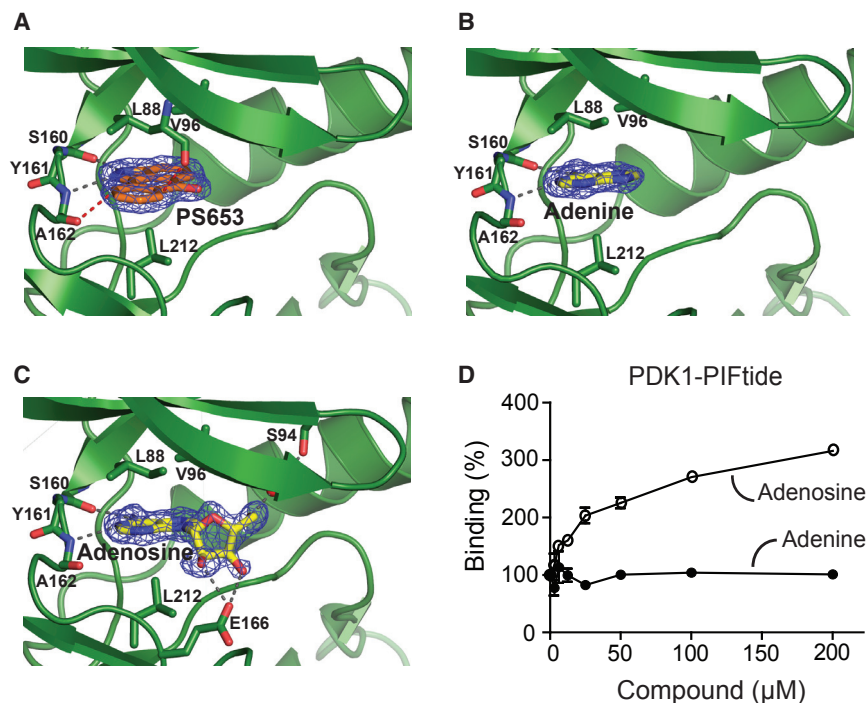 A
L88
V96
S160
Y161
A162
PS653
L212
B
L88
V96
S160
Y161
A162
Adenine
L212
C
S94
L88
V96
S160
Y161
A162
Adenosine
L212
E166
D
PDK1-PIFtide
Binding (%)
400
300
200
100
0
Adenosine
Adenine
0 50 100 150 200
Compound (µM)